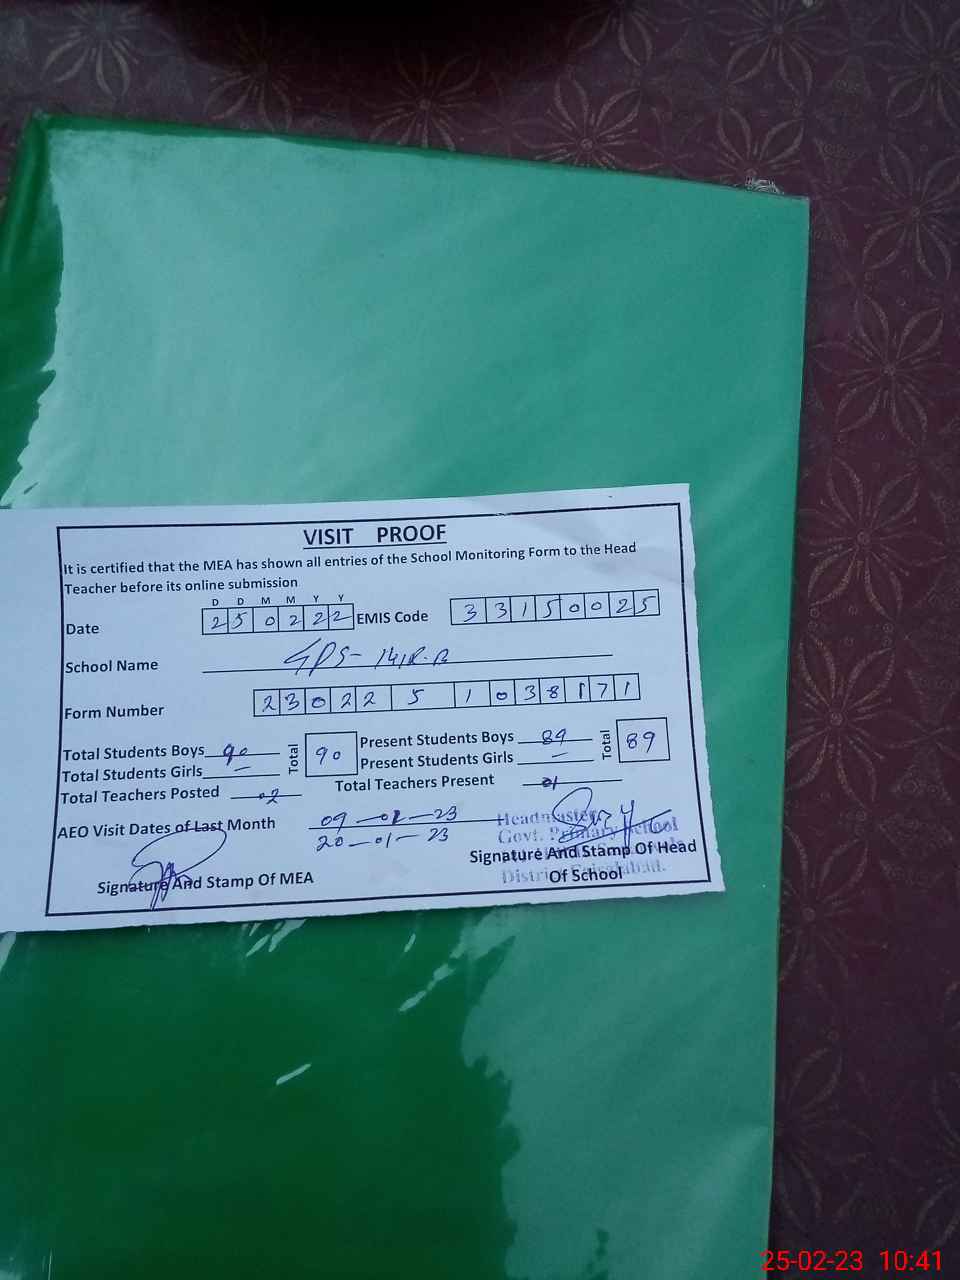 VISIT PROOF
It is certified that the MEA has shown all entries of the School Monitoring Form to the Head
Teacher before its online submission
D D M M Y Y
Date 2 5 0 2 2 2 EMIS Code 3 3 1 5 0 0 2 5
School Name GPS- 141R-B
Form Number 2 3 0 2 2 5 1 0 3 8 1 7 1
Total Students Boys 90 Total 90 Present Students Boys 89 Total 89
Total Students Girls — Present Students Girls —
Total Teachers Posted 02 Total Teachers Present 01
AEO Visit Dates of Last Month 09-01-23
20-01-23
Headmaster
Govt. Primary School
District Faisalabad.
Signature And Stamp Of MEA
Signature And Stamp Of Head
Of School
25-02-23 10:41